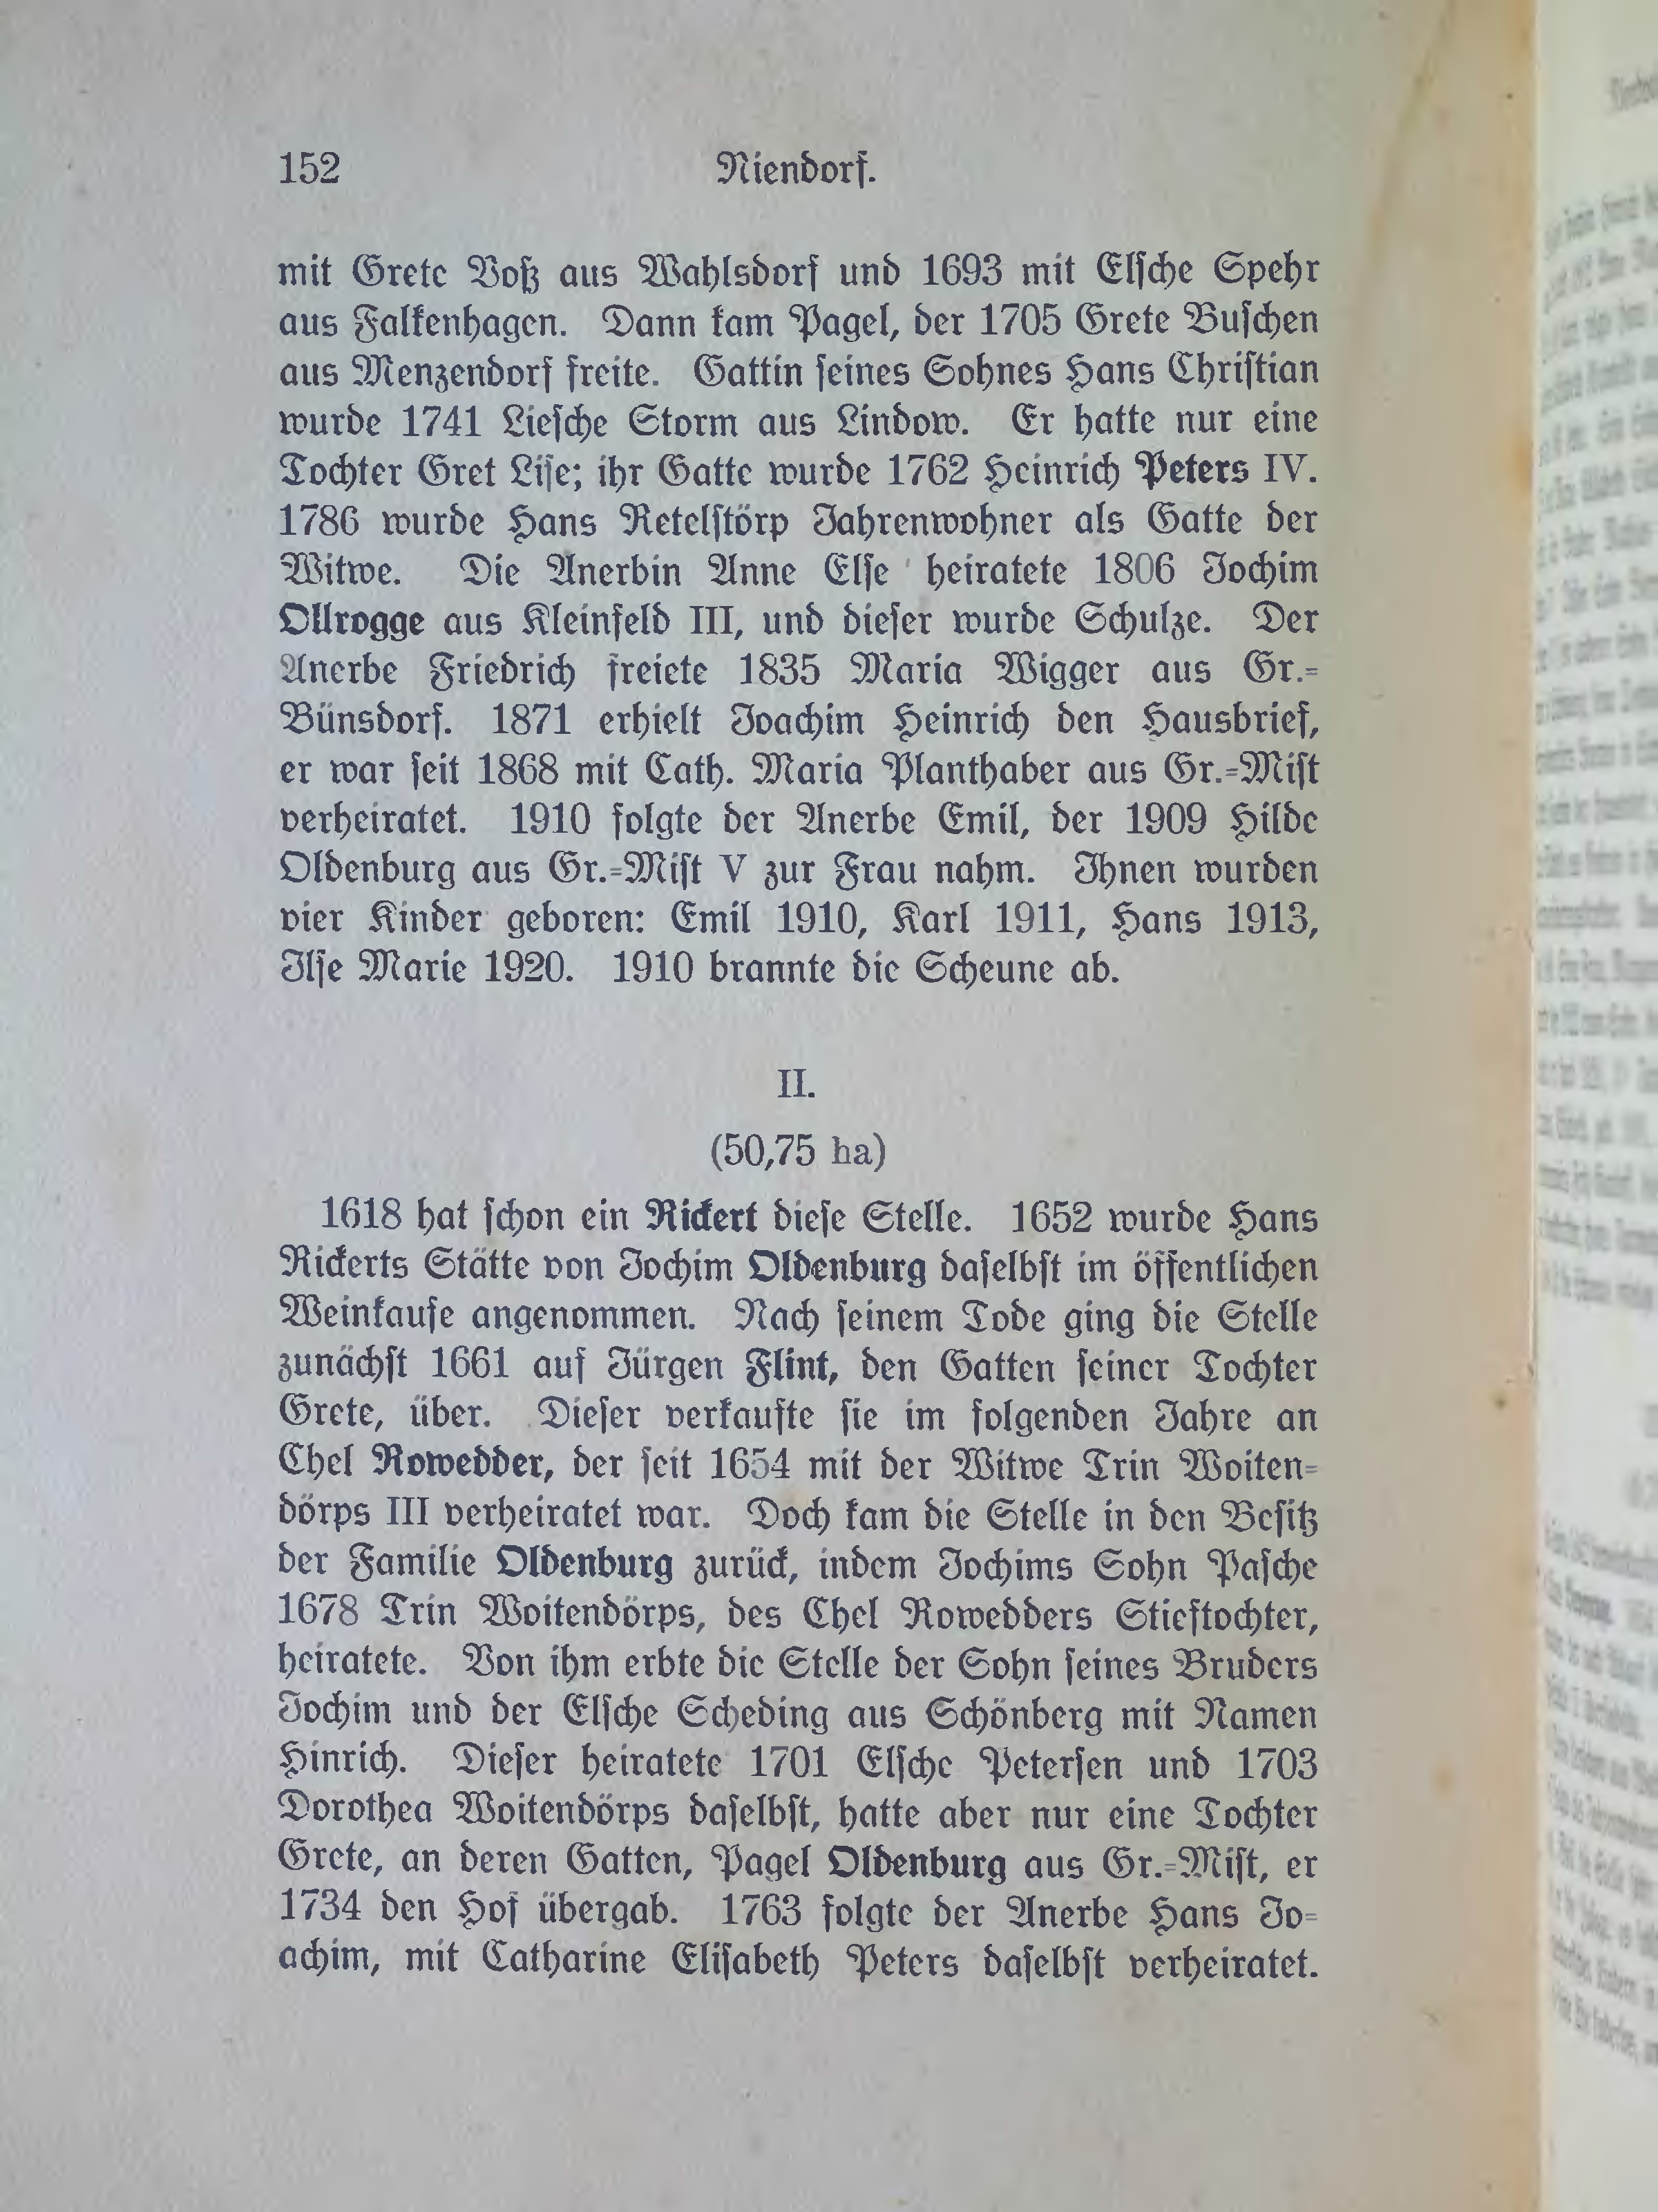 152 Niendorf.
mit Grete Voß aus Wahlsdorf und 1693 mit Elsche Spehr
aus Falkenhagen. Dann kam Pagel, der 1705 Grete Buschen
aus Menzendorf freite. Gattin seines Sohnes Hans Christian
wurde 1741 Liesche Storm aus Lindow. Er hatte nur eine
Tochter Gret Lise; ihr Gatte wurde 1762 Heinrich Peters IV.
1786 wurde Hans Retelstörp Jahrenwohner als Gatte der
Witwe. Die Anerbin Anne Else heiratete 1806 Jochim
Ollrogge aus Kleinfeld III, und dieser wurde Schulze. Der
Anerbe Friedrich freiete 1835 Maria Wigger aus Gr.-
Bünsdorf. 1871 erhielt Joachim Heinrich den Hausbrief,
er war seit 1868 mit Cath. Maria Planthaber aus Gr.-Mist
verheiratet. 1910 folgte der Anerbe Emil, der 1909 Hilde
Oldenburg aus Gr.-Mist V zur Frau nahm. Ihnen wurden
vier Kinder geboren: Emil 1910, Karl 1911, Hans 1913,
Ilse Marie 1920. 1910 brannte die Scheune ab.
II.
(50,75 ha)
1618 hat schon ein Rickert diese Stelle. 1652 wurde Hans
Rickerts Stätte von Jochim Oldenburg daselbst im öffentlichen
Weinkaufe angenommen. Nach seinem Tode ging die Stelle
zunächst 1661 auf Jürgen Flint, den Gatten seiner Tochter
Grete, über. Dieser verkaufte sie im folgenden Jahre an
Chel Rowedder, der seit 1654 mit der Witwe Trin Woiten-
dörps III verheiratet war. Doch kam die Stelle in den Besitz
der Familie Oldenburg zurück, indem Jochims Sohn Pasche
1678 Trin Woitendörps, des Chel Rowedders Stieftochter,
heiratete. Von ihm erbte die Stelle der Sohn seines Bruders
Jochim und der Elsche Scheding aus Schönberg mit Namen
Hinrich. Dieser heiratete 1701 Elsche Petersen und 1703
Dorothea Woitendörps daselbst, hatte aber nur eine Tochter
Grete, an deren Gatten, Pagel Oldenburg aus Gr.-Mist, er
1734 den Hof übergab. 1763 folgte der Anerbe Hans Jo-
achim, mit Catharine Elisabeth Peters daselbst verheiratet.